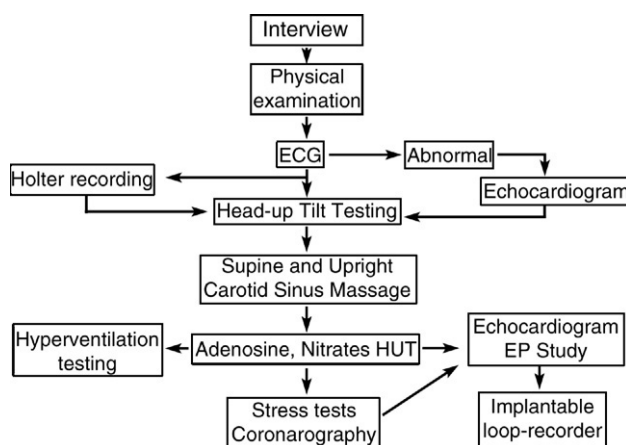 Interview
Physical
examination
ECG
Abnormal
Holter recording
Echocardiogram
Head-up Tilt Testing
Supine and Upright
Carotid Sinus Massage
Hyperventilation
testing
Adenosine, Nitrates HUT
Echocardiogram
EP Study
Stress tests
Coronarography
Implantable
loop-recorder